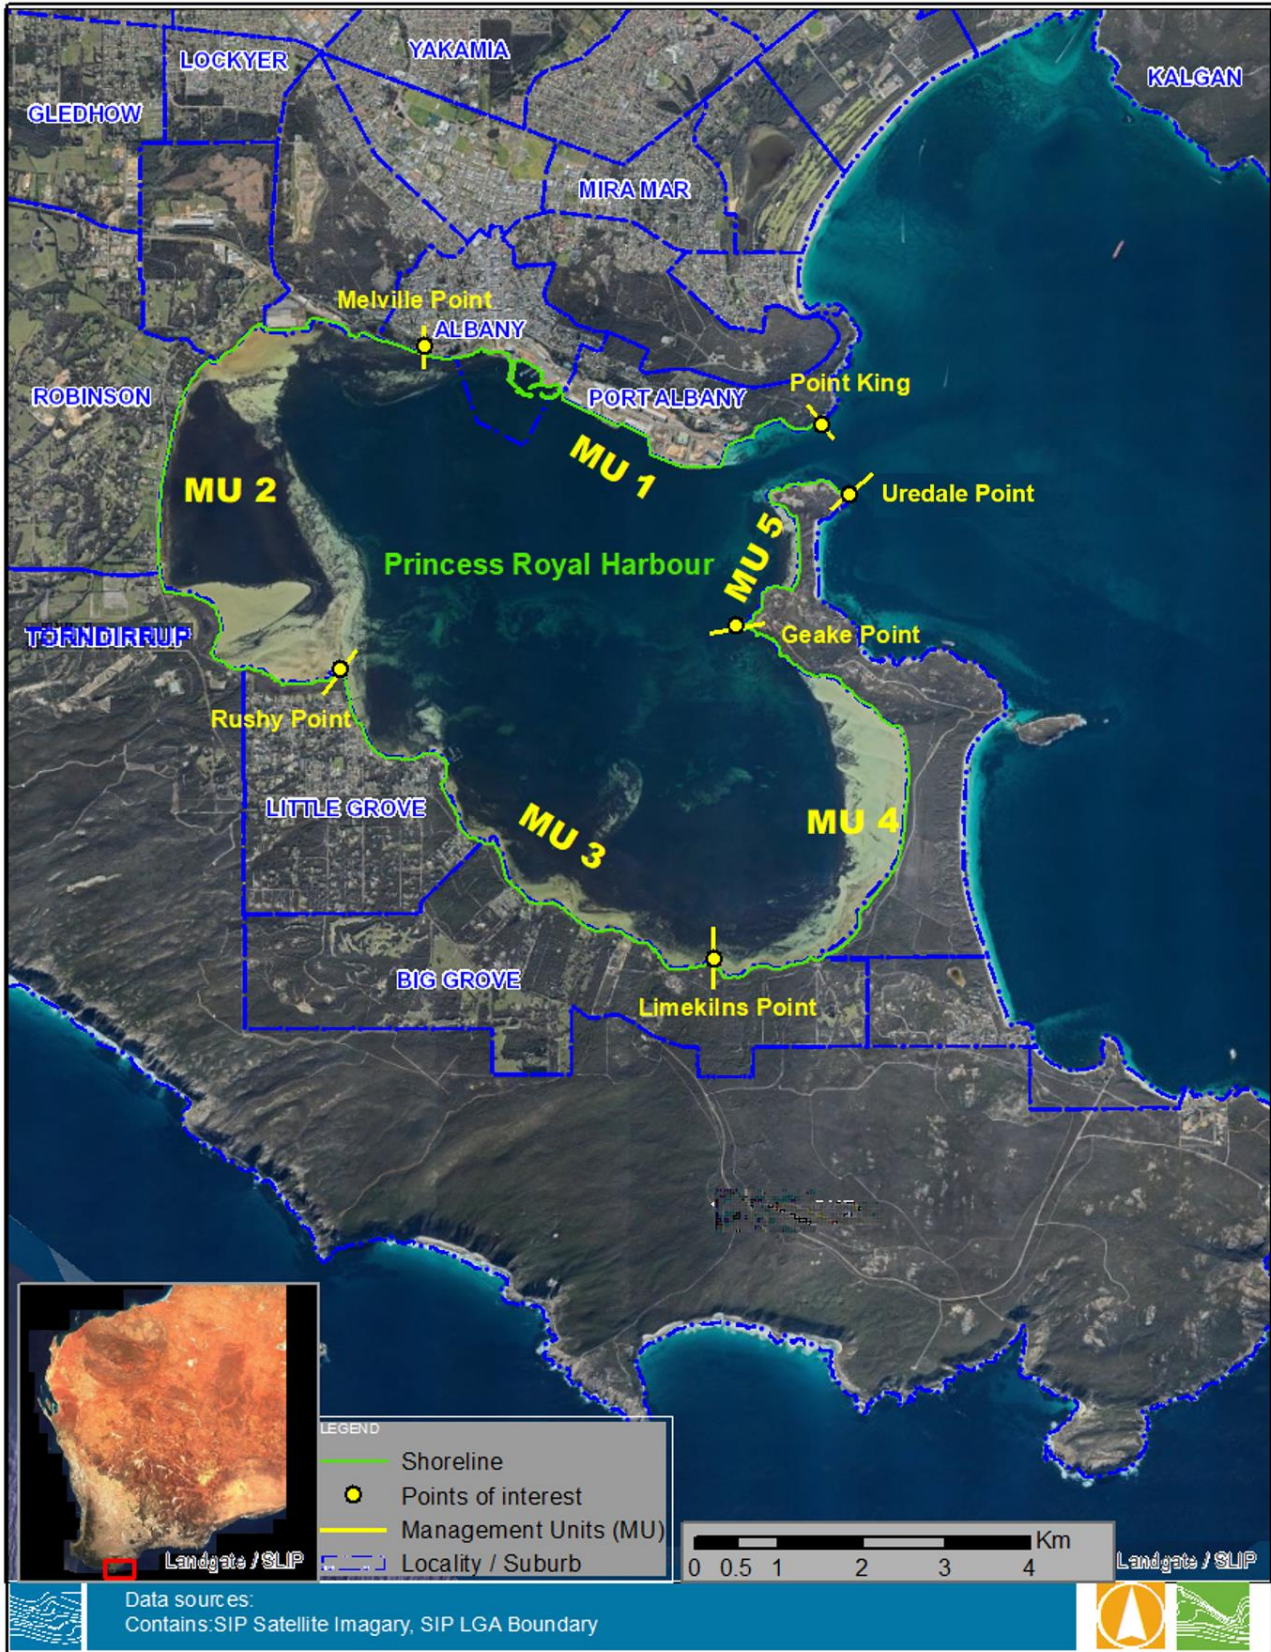 YAKAMIA
LOCKYER
KALGAN
GLEDHOW
MIRA MAR
Melville Point
ALBANY
Point King
ROBINSON
PORT ALBANY
MU 1
MU 2
Uredale Point
MU 5
Princess Royal Harbour
TORNDIRRUP
Geake Point
Rushy Point
LITTLE GROVE
MU 3
MU 4
BIG GROVE
Limekilns Point
LEGEND
Shoreline
Points of interest
Management Units (MU)
Locality / Suburb
Landgate / SLIP
Km
0 0.5 1 2 3 4
Landgate / SLIP
Data sources:
Contains:SIP Satellite Imagary, SIP LGA Boundary